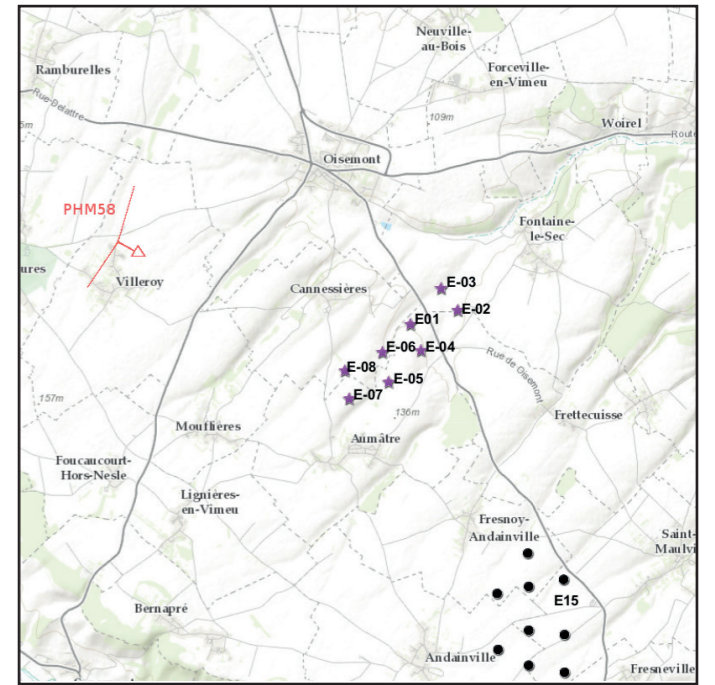 Neuville-
au-Bois
Ramburelles
Forceville-
en-Vimeu
Rue Delattre
109m
Woirel
Route
5m
Oisemont
PHM58
Fontaine-
le-Sec
ures
Villeroy
Cannessières
E-03
E-02
E01
E-06
E-04
Rue de Oisemont
E-08
E-05
E-07
157m
136m
Frettecuisse
Mouflières
Aumâtre
Foucaucourt-
Hors-Nesle
Lignières-
en-Vimeu
Fresnoy-
Andainville
Saint-
Maulvi
E15
Bernapré
Andainville
Fresneville